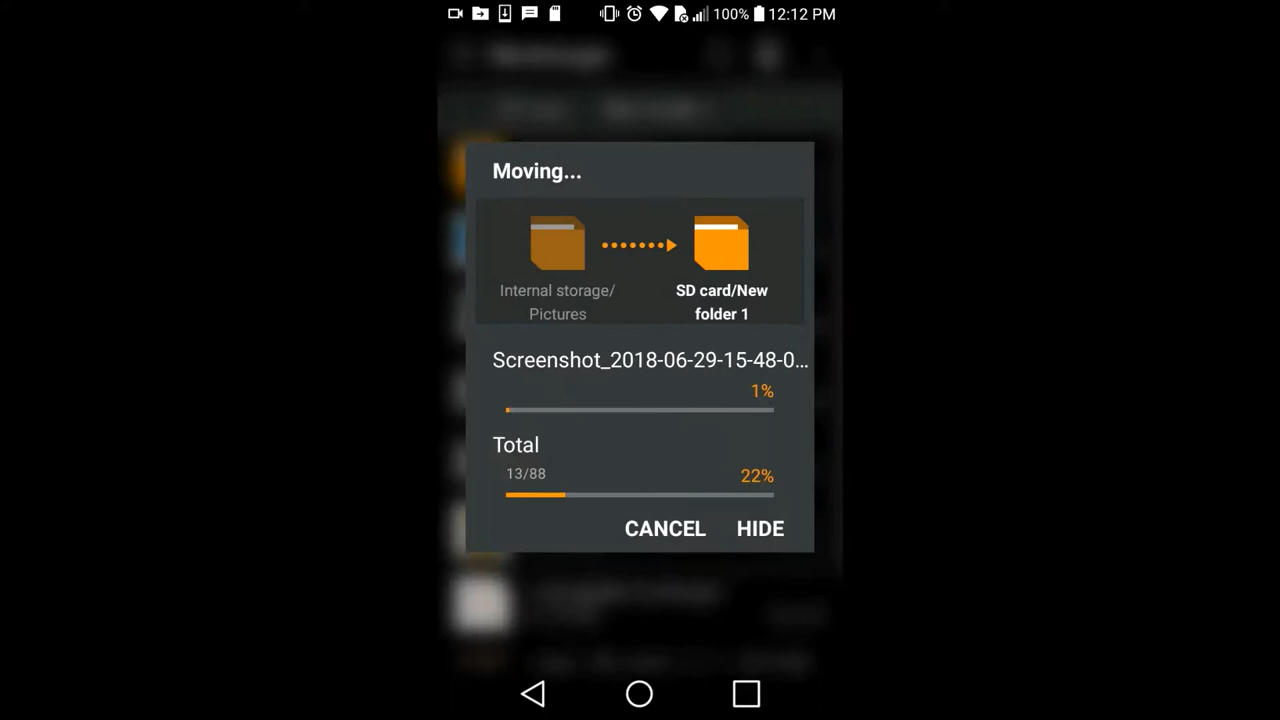 100% 12:12 PM
Moving...
Internal storage/
Pictures
SD card/New
folder 1
Screenshot_2018-06-29-15-48-0...
1%
Total
13/88
22%
CANCEL HIDE